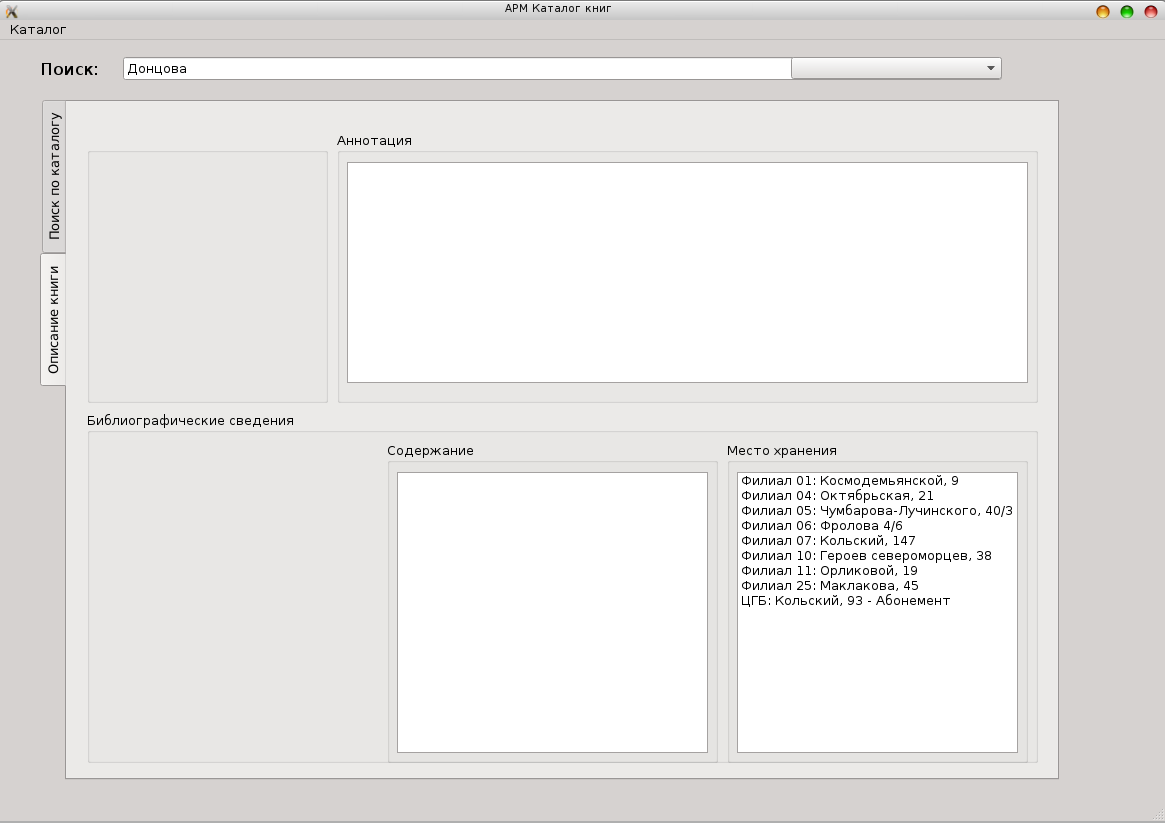 АРМ Каталог книг
Каталог
Поиск:
Донцова
Поиск по каталогу
Описание книги
Аннотация
Библиографические сведения
Содержание
Место хранения
Филиал 01: Космодемьянской, 9
Филиал 04: Октябрьская, 21
Филиал 05: Чумбарова-Лучинского, 40/3
Филиал 06: Фролова 4/6
Филиал 07: Кольский, 147
Филиал 10: Героев североморцев, 38
Филиал 11: Орликовой, 19
Филиал 25: Маклакова, 45
ЦГБ: Кольский, 93 - Абонемент